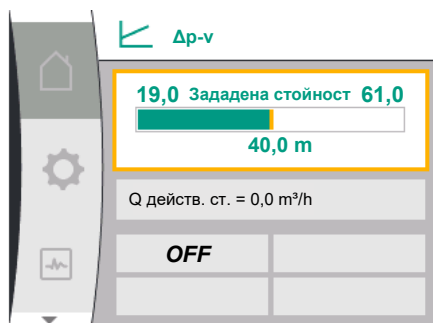 Δp-v
19,0 Зададена стойност 61,0
40,0 m
Q действ. ст. = 0,0 m³/h
OFF